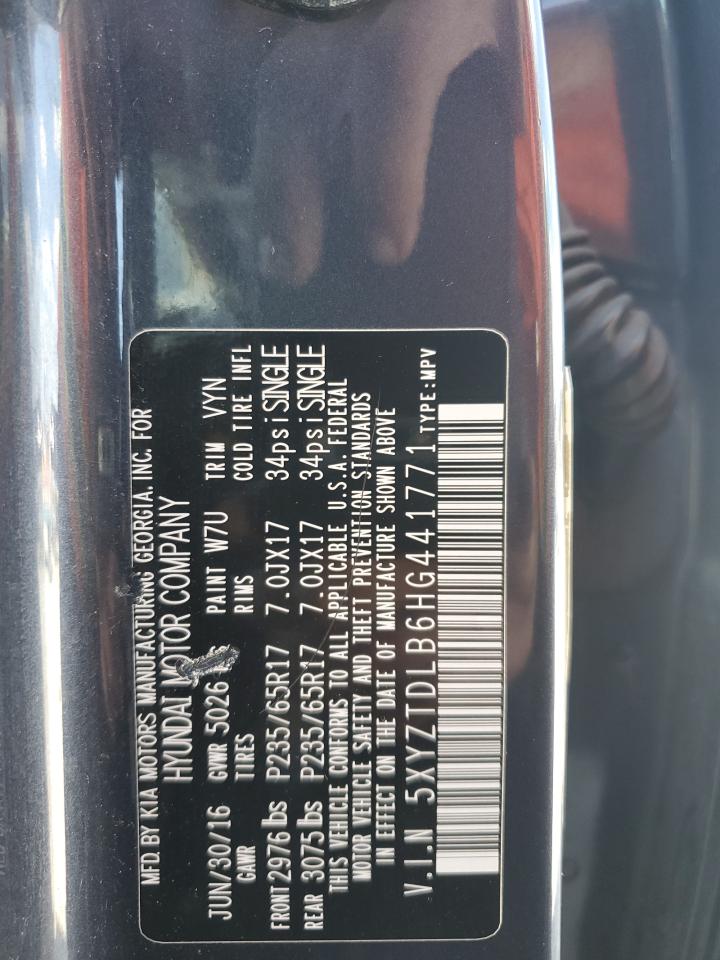 MFD. BY KIA MOTORS MANUFACTURING GEORGIA. INC. FOR
HYUNDAI MOTOR COMPANY
JUN/30/16 GVWR 5026 PAINT W7U TRIM VYN
GAWR TIRES RIMS COLD TIRE INFL
FRONT 2976 lbs P235/65R17 7.0JX17 34psi SINGLE
REAR 3075 lbs P235/65R17 7.0JX17 34psi SINGLE
THIS VEHICLE CONFORMS TO ALL APPLICABLE U.S.A. FEDERAL
MOTOR VEHICLE SAFETY AND THEFT PREVENTION STANDARDS
IN EFFECT ON THE DATE OF MANUFACTURE SHOWN ABOVE
V.I.N 5XYZTDLB6HG441771 TYPE:MPV